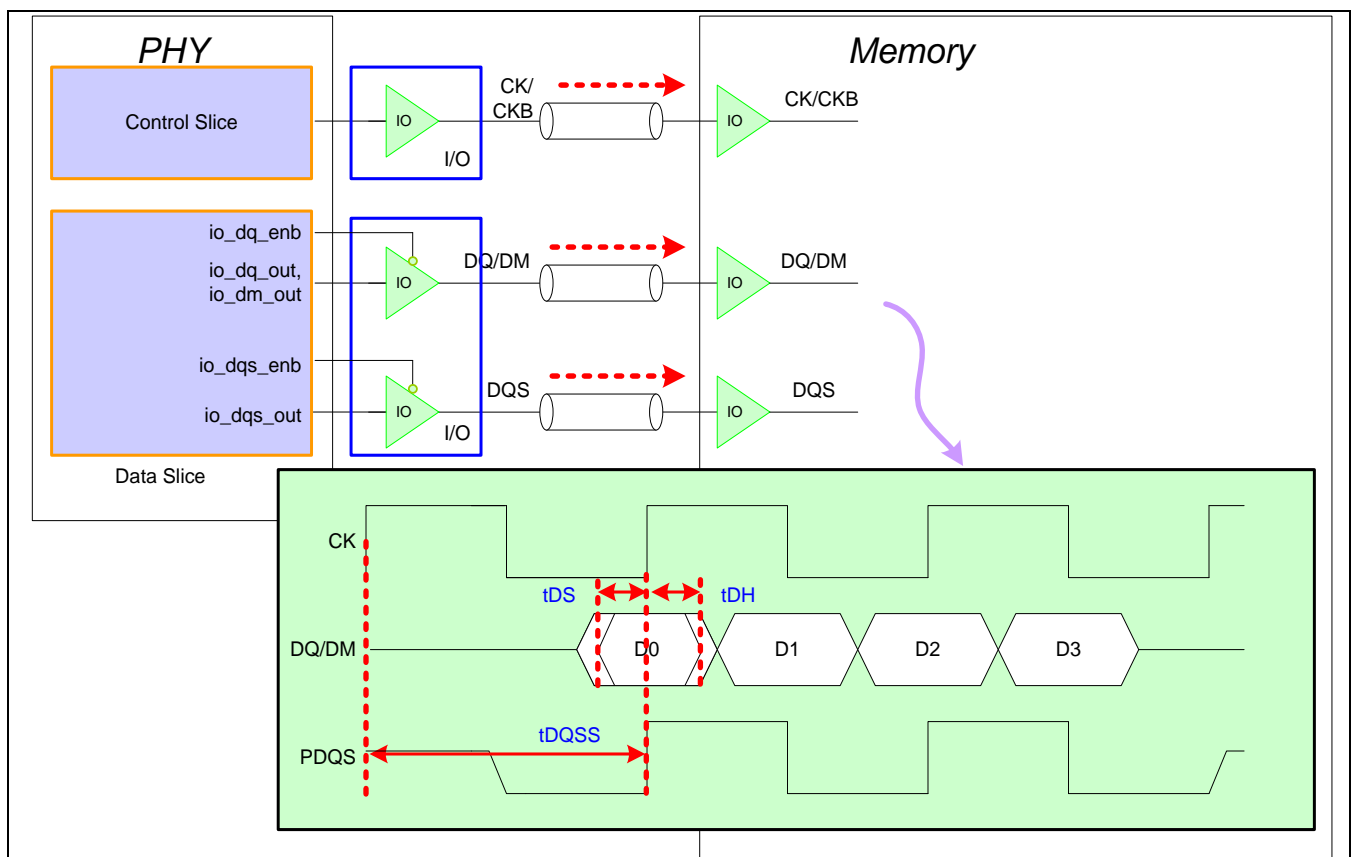 PHY
Memory
Control Slice
IO
I/O
CK/
CKB
IO
CK/CKB
io_dq_enb
io_dq_out,
io_dm_out
IO
DQ/DM
IO
DQ/DM
io_dqs_enb
io_dqs_out
IO
I/O
DQS
IO
DQS
Data Slice
CK
tDS
tDH
DQ/DM
D0
D1
D2
D3
tDQSS
PDQS